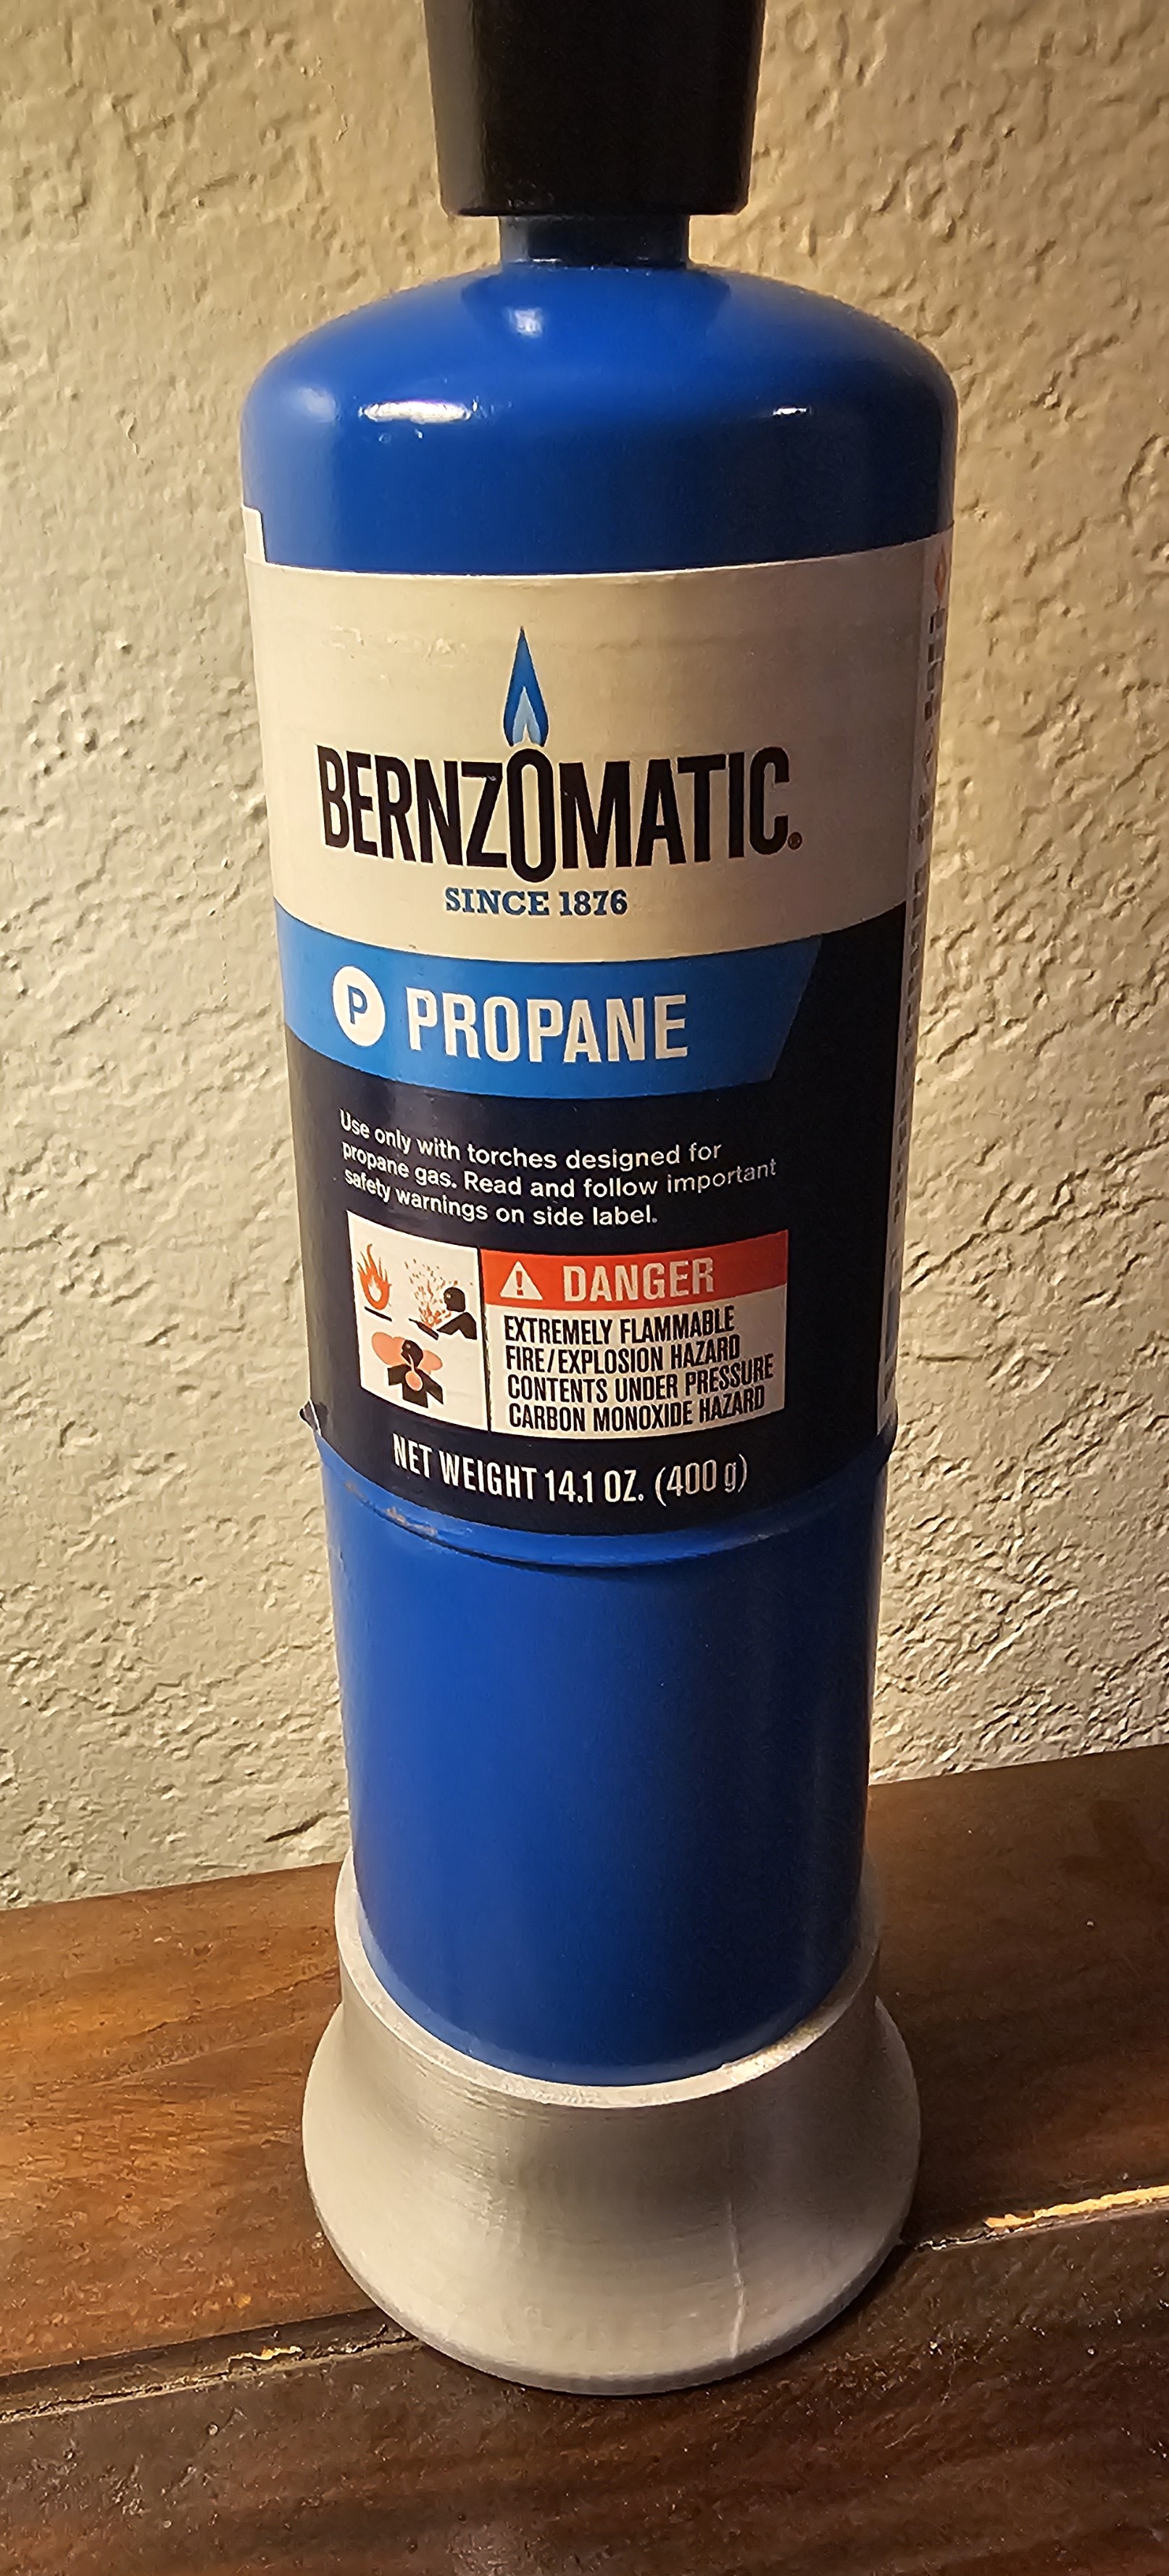 BERNZOMATIC®
SINCE 1876
P PROPANE
Use only with torches designed for
propane gas. Read and follow important
safety warnings on side label.
DANGER
EXTREMELY FLAMMABLE
FIRE/EXPLOSION HAZARD
CONTENTS UNDER PRESSURE
CARBON MONOXIDE HAZARD
NET WEIGHT 14.1 OZ. (400 g)